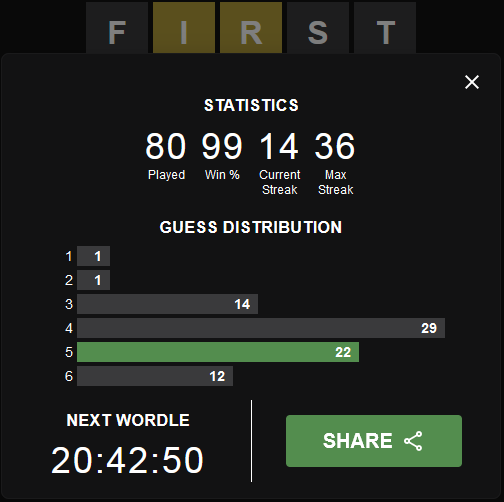 F I R S T
STATISTICS
80 99 14 36
Played Win % Current Streak Max Streak
GUESS DISTRIBUTION
1 1
2 1
3 14
4 29
5 22
6 12
NEXT WORDLE
20:42:50
SHARE